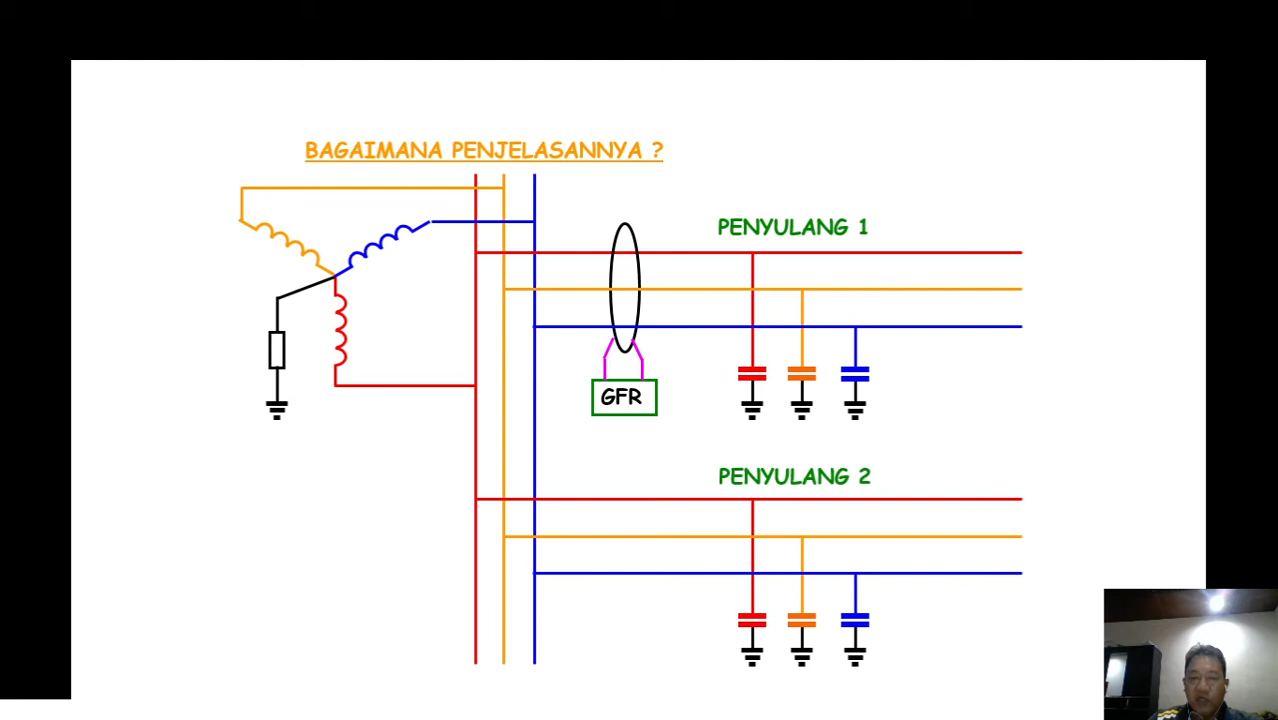 BAGAIMANA PENJELASANNYA ?
PENYULANG 1
GFR
PENYULANG 2